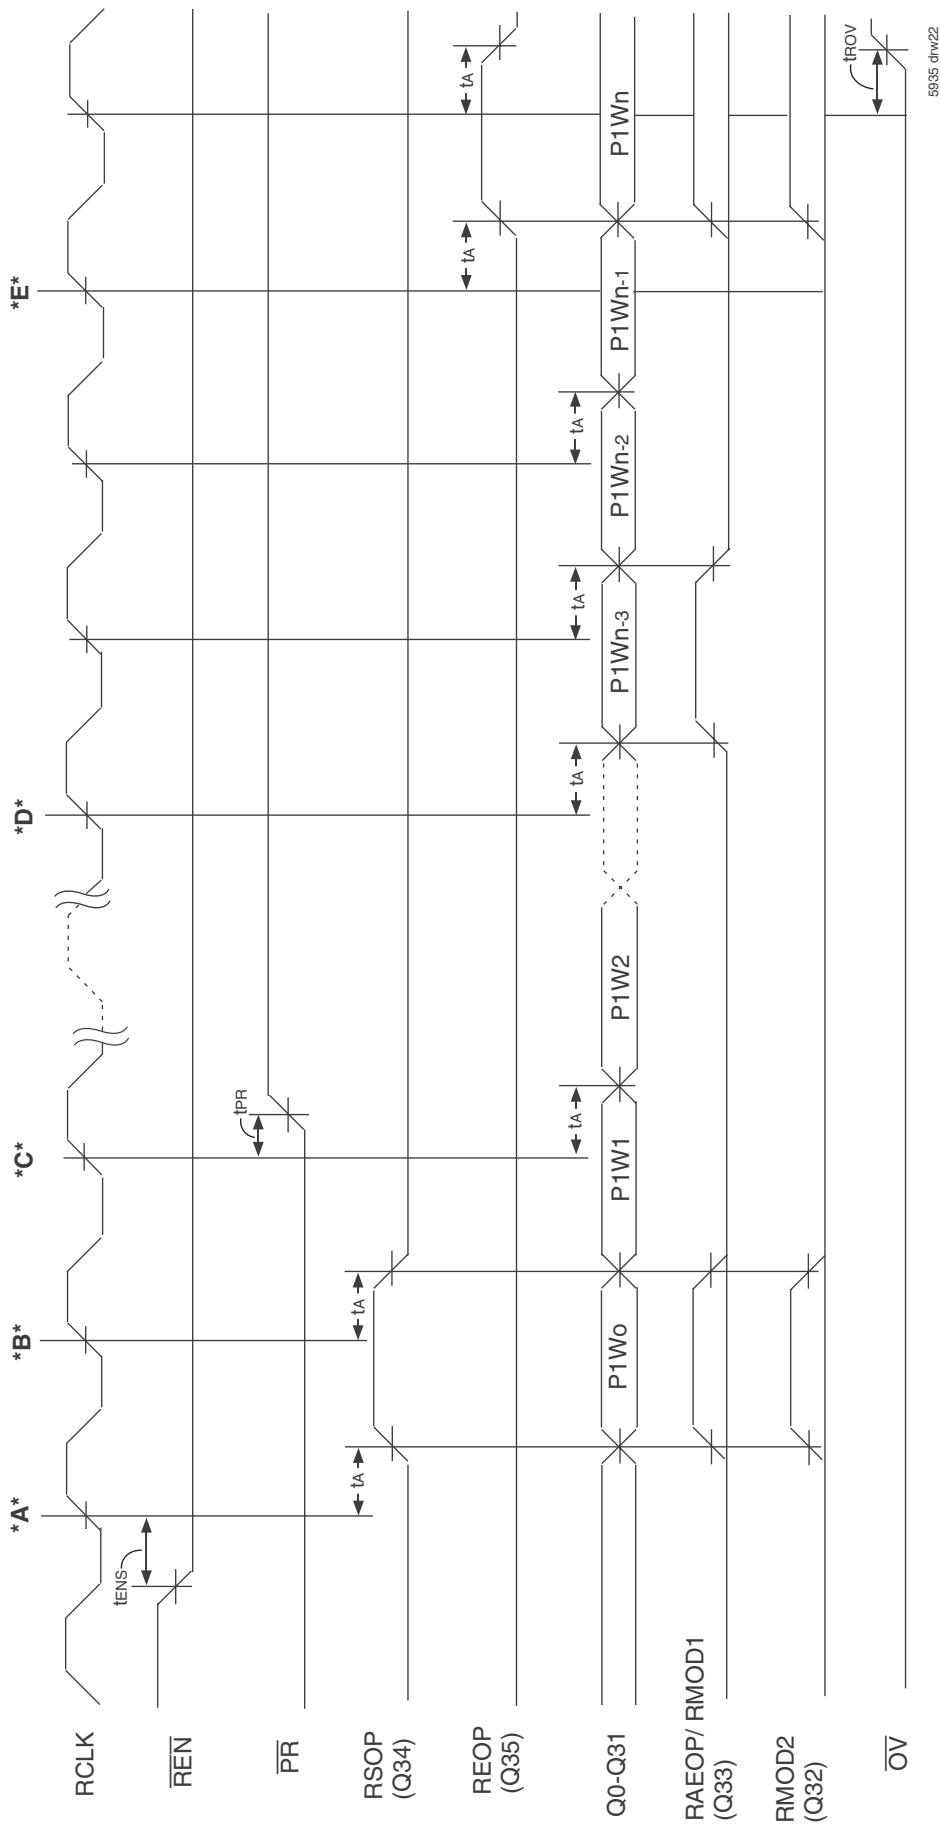 *A*
*B*
*C*
*D*
*E*
RCLK
tENS
REN
tPR
PR
tA
tA
RSOP
(Q34)
tA
tA
REOP
(Q35)
tA
tA
tA
tA
Q0-Q31
P1Wo
P1W1
P1W2
P1Wn-3
P1Wn-2
P1Wn-1
P1Wn
RAEOP/ RMOD1
(Q33)
RMOD2
(Q32)
tROV
OV
5935 drw22